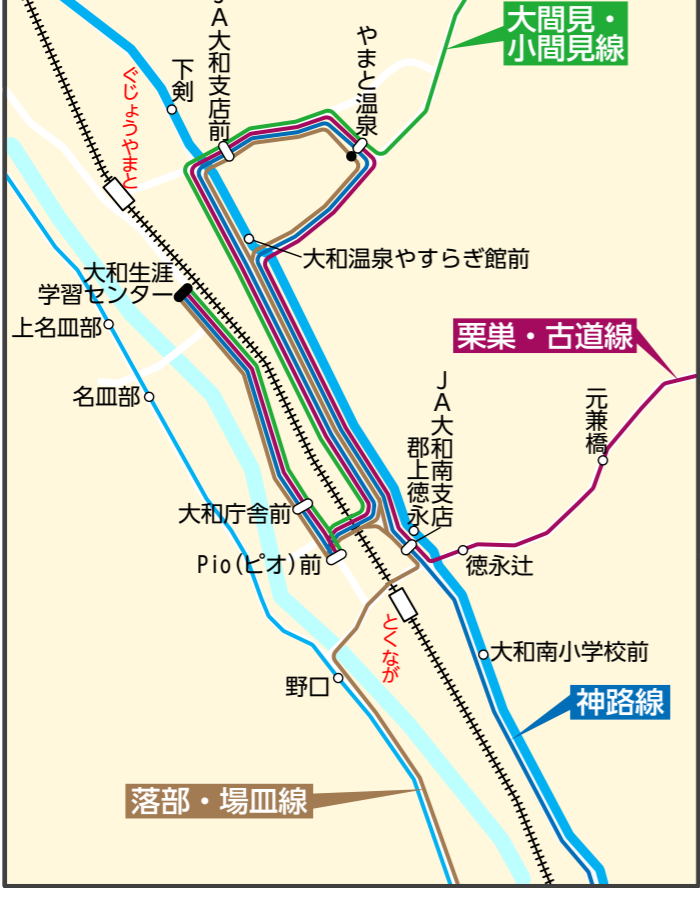 大間見・
小間見線
JA大和支店前
やまと温泉
下剣
ぐじょうやまと
大和温泉やすらぎ館前
大和生涯
学習センター
上名皿部
名皿部
栗巣・古道線
元兼橋
JA大和南支店
郡上徳永
大和庁舎前
Pio(ピオ)前
徳永辻
とくなが
大和南小学校前
野口
神路線
落部・場皿線